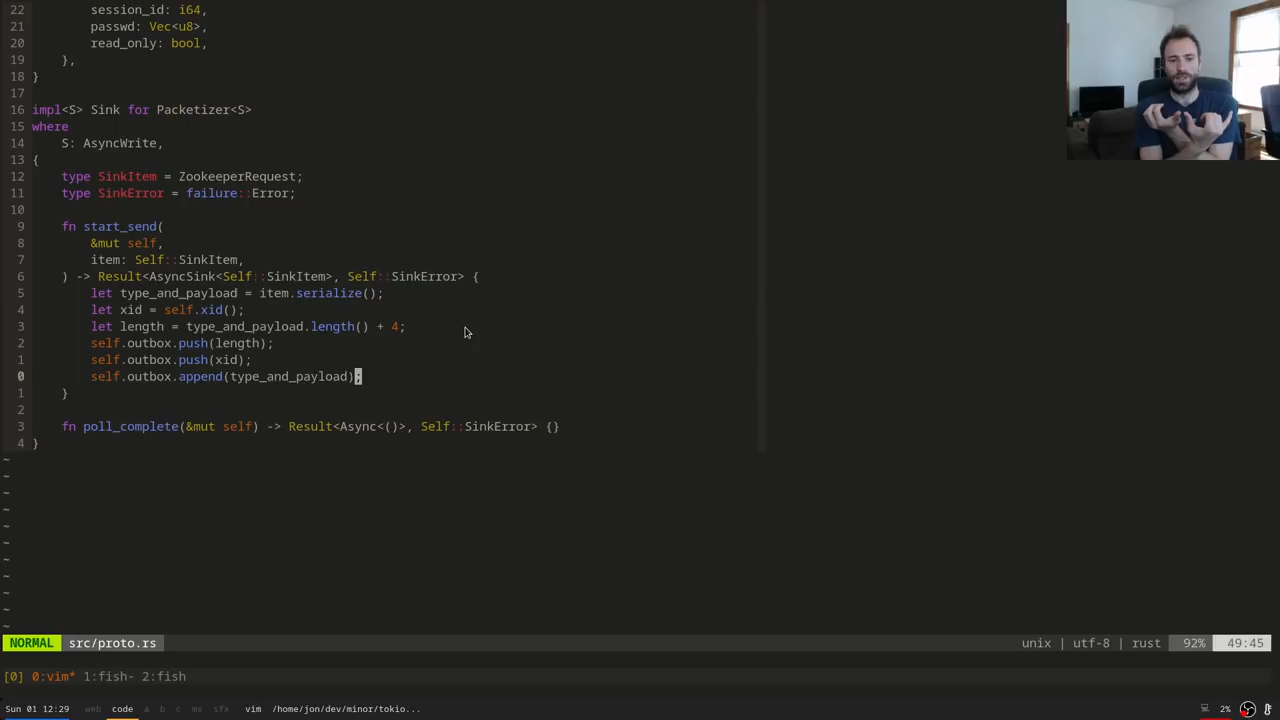 22 session_id: i64,
21 passwd: Vec<u8>,
20 read_only: bool,
19 },
18 }
17
16 impl<S> Sink for Packetizer<S>
15 where
14 S: AsyncWrite,
13 {
12 type SinkItem = ZookeeperRequest;
11 type SinkError = failure::Error;
10
9 fn start_send(
8 &mut self,
7 item: Self::SinkItem,
6 ) -> Result<AsyncSink<Self::SinkItem>, Self::SinkError> {
5 let type_and_payload = item.serialize();
4 let xid = self.xid();
3 let length = type_and_payload.length() + 4;
2 self.outbox.push(length);
1 self.outbox.push(xid);
0 self.outbox.append(type_and_payload);
1 }
2
3 fn poll_complete(&mut self) -> Result<Async<()>, Self::SinkError> {}
4 }
~
~
~
~
~
~
~
~
~
~
~
NORMAL src/proto.rs unix | utf-8 | rust 92% 49:45
[0] 0:vim* 1:fish- 2:fish
Sun 01 12:29 web code a b c mx sfx vim /home/jon/dev/minor/tokio... 2%